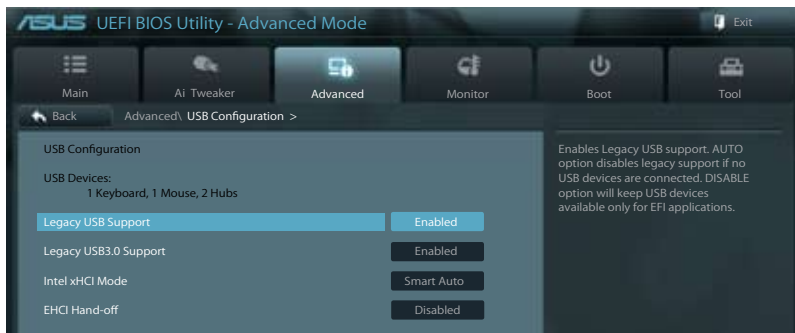 ASUS UEFI BIOS Utility - Advanced Mode
Exit
Main
Ai Tweaker
Advanced
Monitor
Boot
Tool
Back
Advanced\ USB Configuration >
USB Configuration
USB Devices:
1 Keyboard, 1 Mouse, 2 Hubs
Legacy USB Support Enabled
Legacy USB3.0 Support Enabled
Intel xHCI Mode Smart Auto
EHCI Hand-off Disabled
Enables Legacy USB support. AUTO
option disables legacy support if no
USB devices are connected. DISABLE
option will keep USB devices
available only for EFI applications.